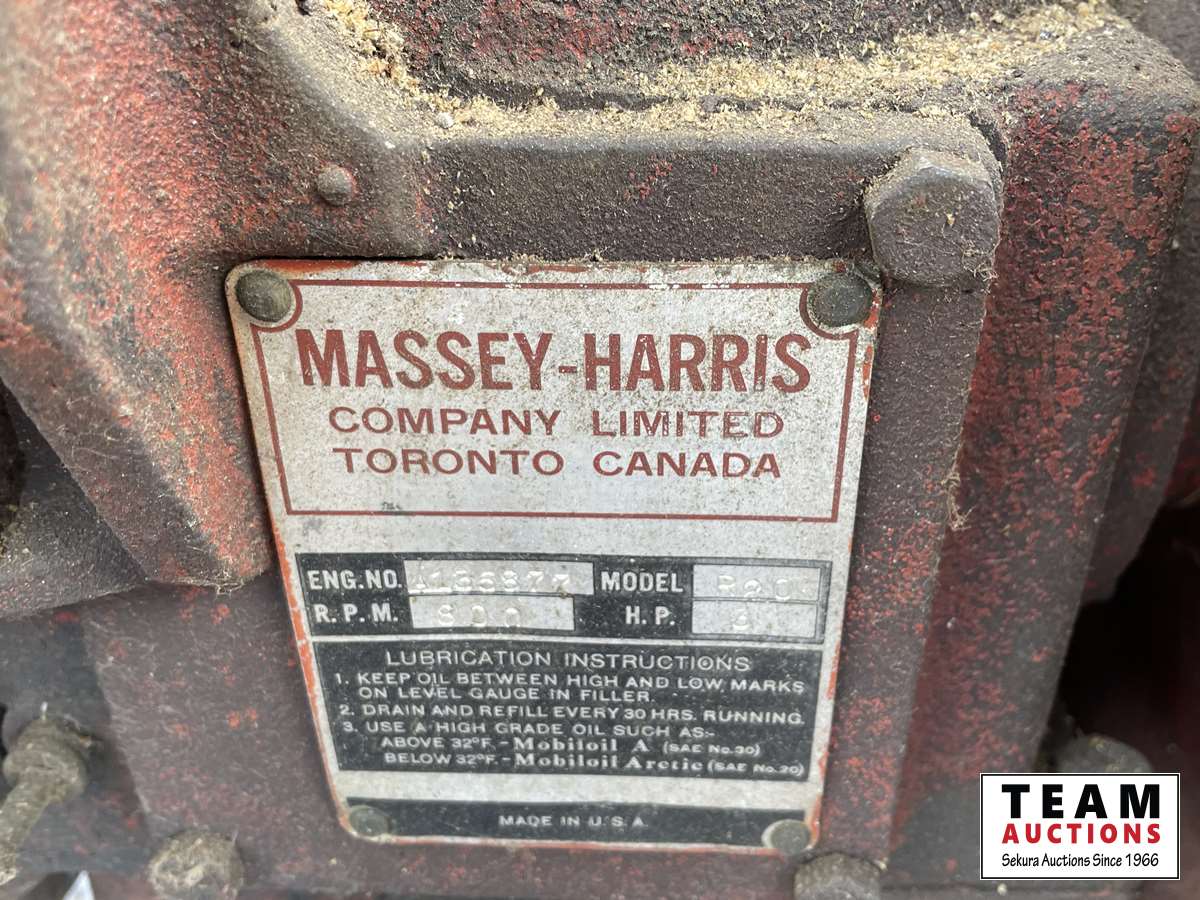 MASSEY-HARRIS
COMPANY LIMITED
TORONTO CANADA
ENG.NO. MODEL
R.P.M. 600 H.P.
LUBRICATION INSTRUCTIONS
1. KEEP OIL BETWEEN HIGH AND LOW MARKS
ON LEVEL GAUGE IN FILLER.
2. DRAIN AND REFILL EVERY 30 HRS. RUNNING.
3. USE A HIGH GRADE OIL SUCH AS:-
ABOVE 32°F.-Mobiloil A (SAE No.30)
BELOW 32°F.-Mobiloil Arctic (SAE No.20)
MADE IN U.S.A.
TEAM
AUCTIONS
Sekura Auctions Since 1966